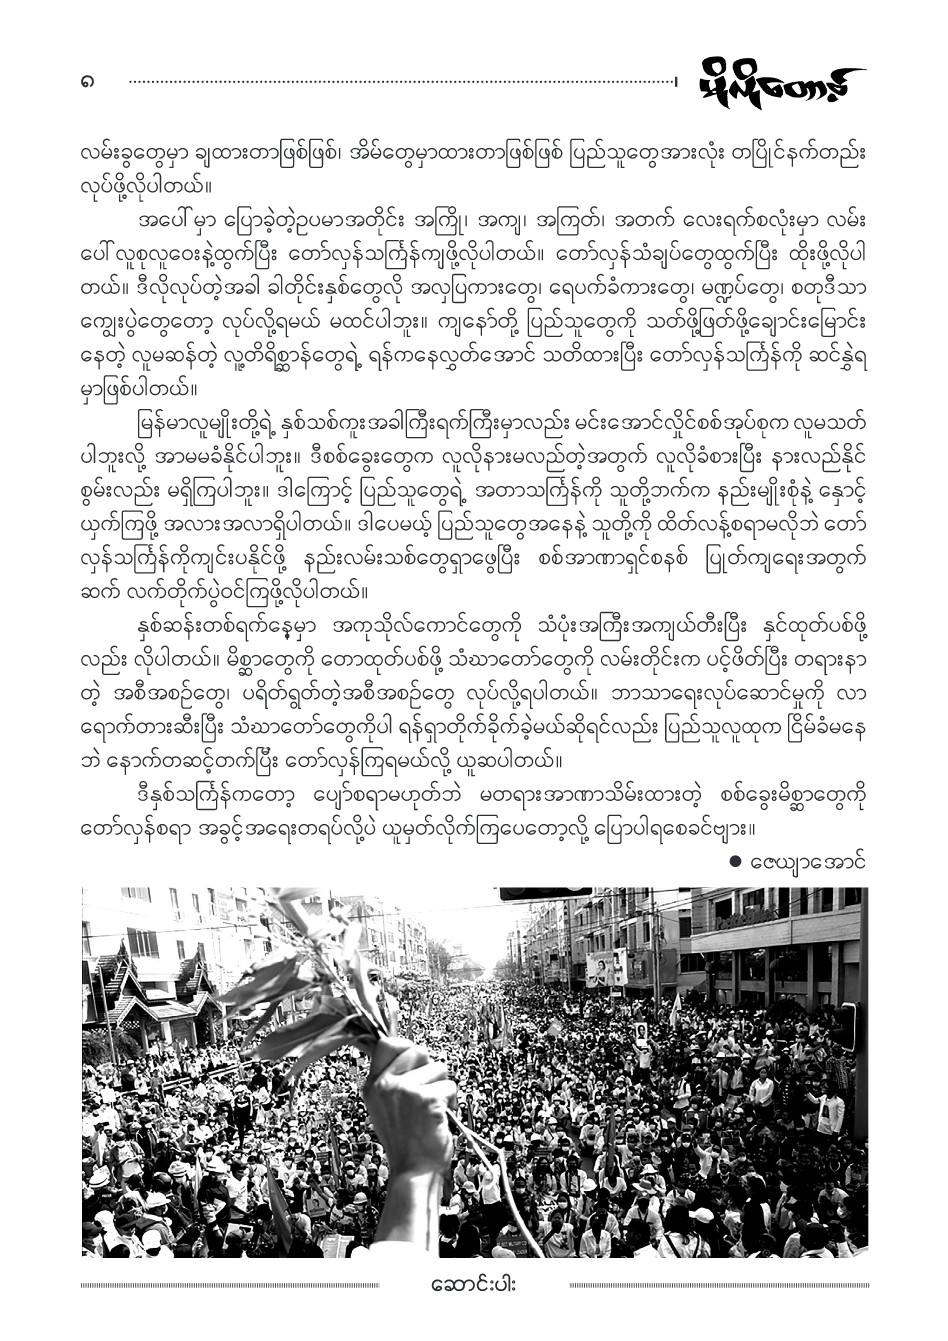 ၈
မိုလိုတောန့်
လမ်းခွတွေမှာ ချထားတာဖြစ်ဖြစ်၊ အိမ်တွေမှာထားတာဖြစ်ဖြစ် ပြည်သူတွေအားလုံး တပြိုင်နက်တည်း
လုပ်ဖို့လိုပါတယ်။
အပေါ်မှာ ပြောခဲ့တဲ့ဥပမာအတိုင်း အကြို၊ အကျ၊ အကြတ်၊ အတက် လေးရက်စလုံးမှာ လမ်း
ပေါ်လူစုလူဝေးနဲ့ထွက်ပြီး တော်လှန်သင်္ကြန်ကျဖို့လိုပါတယ်။ တော်လှန်သံချပ်တွေထွက်ပြီး ထိုးဖို့လိုပါ
တယ်။ ဒီလိုလုပ်တဲ့အခါ ခါတိုင်းနှစ်တွေလို အလှပြကားတွေ၊ ရေပက်ခံကားတွေ၊ မဏ္ဍပ်တွေ၊ စတုဒီသာ
ကျွေးပွဲတွေတော့ လုပ်လို့ရမယ် မထင်ပါဘူး။ ကျနော်တို့ ပြည်သူတွေကို သတ်ဖို့ဖြတ်ဖို့ချောင်းမြောင်း
နေတဲ့ လူမဆန်တဲ့ လူ့တိရိစ္ဆာန်တွေရဲ့ ရန်ကနေလွှတ်အောင် သတိထားပြီး တော်လှန်သင်္ကြန်ကို ဆင်နွှဲရ
မှာဖြစ်ပါတယ်။
မြန်မာလူမျိုးတို့ရဲ့ နှစ်သစ်ကူးအခါကြီးရက်ကြီးမှာလည်း မင်းအောင်လှိုင်စစ်အုပ်စုက လူမသတ်
ပါဘူးလို့ အာမမခံနိုင်ပါဘူး။ ဒီစစ်ခွေးတွေက လူလိုနားမလည်တဲ့အတွက် လူလိုခံစားပြီး နားလည်နိုင်
စွမ်းလည်း မရှိကြပါဘူး။ ဒါကြောင့် ပြည်သူတွေရဲ့ အတာသင်္ကြန်ကို သူတို့ဘက်က နည်းမျိုးစုံနဲ့ နှောင့်
ယှက်ကြဖို့ အလားအလာရှိပါတယ်။ ဒါပေမယ့် ပြည်သူတွေအနေနဲ့ သူတို့ကို ထိတ်လန့်စရာမလိုဘဲ တော်
လှန်သင်္ကြန်ကိုကျင်းပနိုင်ဖို့ နည်းလမ်းသစ်တွေရှာဖွေပြီး စစ်အာဏာရှင်စနစ် ပြုတ်ကျရေးအတွက်
ဆက် လက်တိုက်ပွဲဝင်ကြဖို့လိုပါတယ်။
နှစ်ဆန်းတစ်ရက်နေ့မှာ အကုသိုလ်ကောင်တွေကို သံပုံးအကြီးအကျယ်တီးပြီး နှင်ထုတ်ပစ်ဖို့
လည်း လိုပါတယ်။ မိစ္ဆာတွေကို တောထုတ်ပစ်ဖို့ သံဃာတော်တွေကို လမ်းတိုင်းက ပင့်ဖိတ်ပြီး တရားနာ
တဲ့ အစီအစဉ်တွေ၊ ပရိတ်ရွတ်တဲ့အစီအစဉ်တွေ လုပ်လို့ရပါတယ်။ ဘာသာရေးလုပ်ဆောင်မှုကို လာ
ရောက်တားဆီးပြီး သံဃာတော်တွေကိုပါ ရန်ရှာတိုက်ခိုက်ခဲ့မယ်ဆိုရင်လည်း ပြည်သူလူထုက ငြိမ်ခံမနေ
ဘဲ နောက်တဆင့်တက်ပြီး တော်လှန်ကြရမယ်လို့ ယူဆပါတယ်။
ဒီနှစ်သင်္ကြန်ကတော့ ပျော်စရာမဟုတ်ဘဲ မတရားအာဏာသိမ်းထားတဲ့ စစ်ခွေးမိစ္ဆာတွေကို
တော်လှန်စရာ အခွင့်အရေးတရပ်လို့ပဲ ယူမှတ်လိုက်ကြပေတော့လို့ ပြောပါရစေခင်ဗျား။
● ဇေယျာအောင်
ဆောင်းပါး